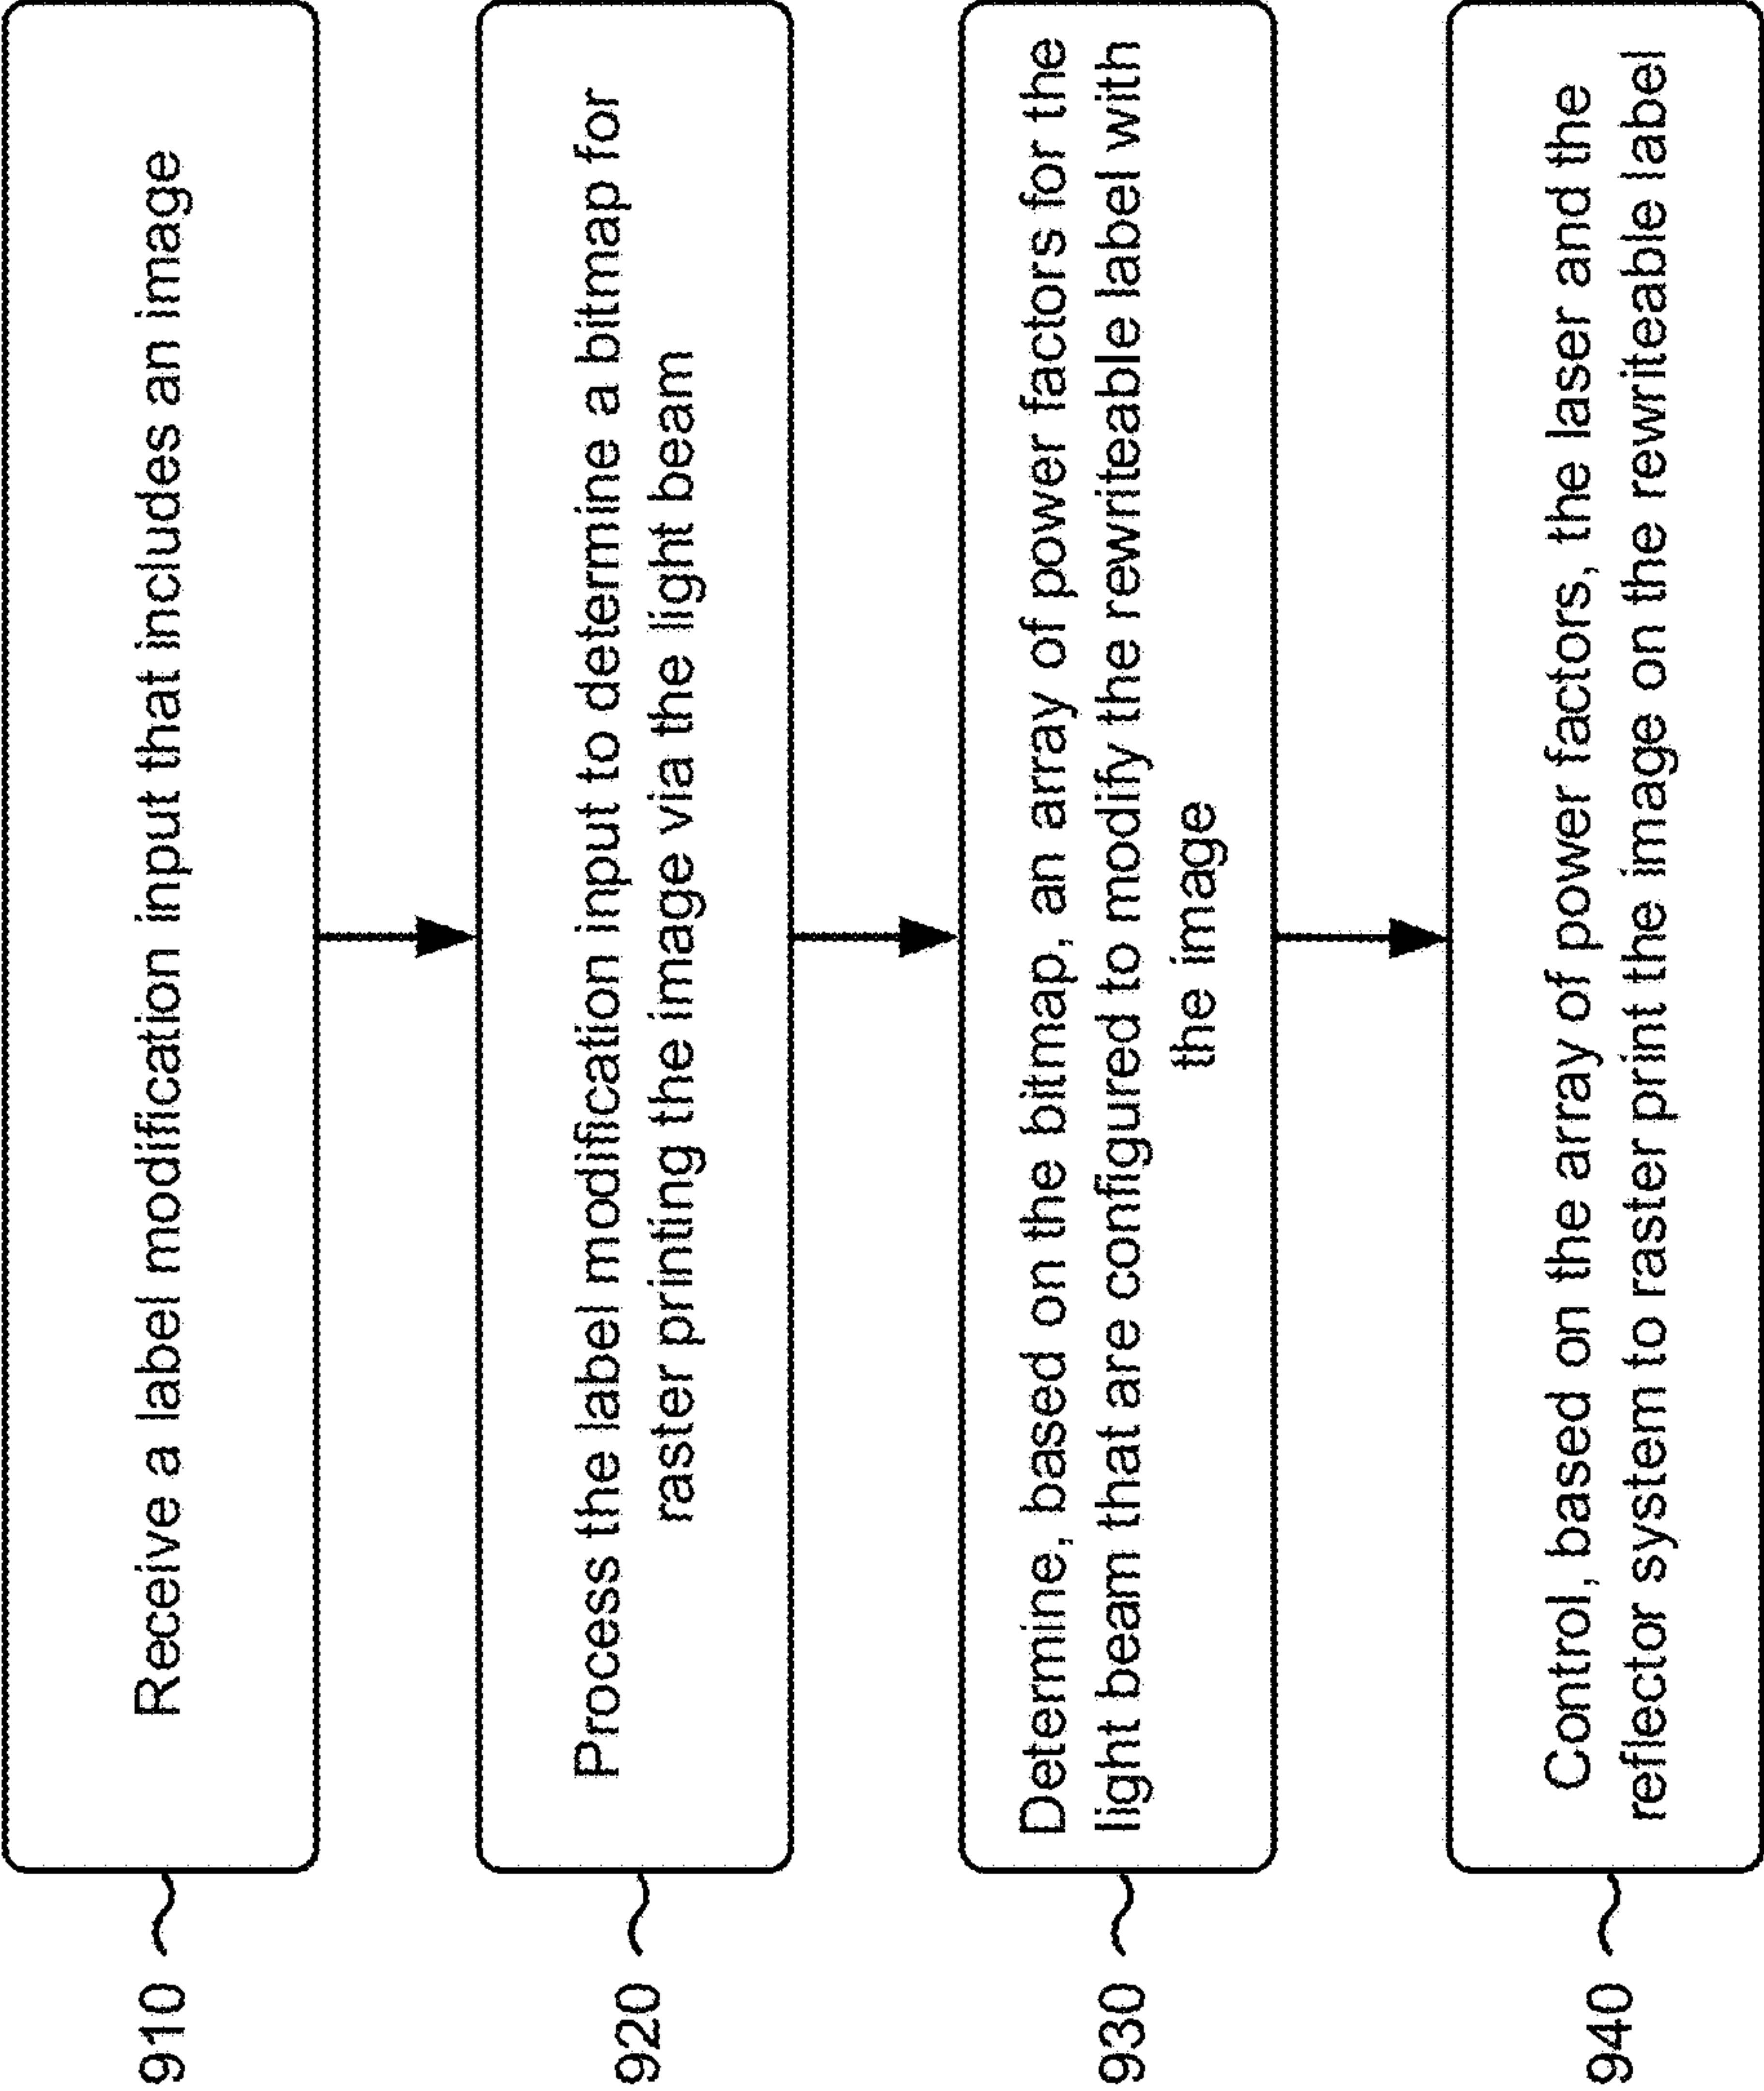 910
Receive a label modification input that includes an image
920
Process the label modification input to determine a bitmap for
raster printing the image via the light beam
930
Determine, based on the bitmap, an array of power factors for the
light beam that are configured to modify the rewriteable label with
the image
940
Control, based on the array of power factors, the laser and the
reflector system to raster print the image on the rewriteable label